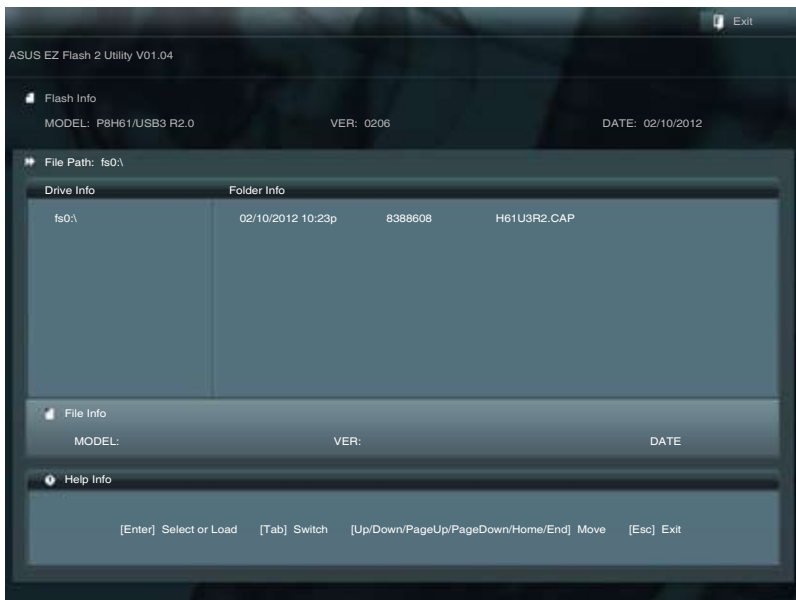 Exit
ASUS EZ Flash 2 Utility V01.04
Flash Info
MODEL: P8H61/USB3 R2.0 VER: 0206 DATE: 02/10/2012
File Path: fs0:\
Drive Info Folder Info
fs0:\ 02/10/2012 10:23p 8388608 H61U3R2.CAP
File Info
MODEL: VER: DATE
Help Info
[Enter] Select or Load [Tab] Switch [Up/Down/PageUp/PageDown/Home/End] Move [Esc] Exit